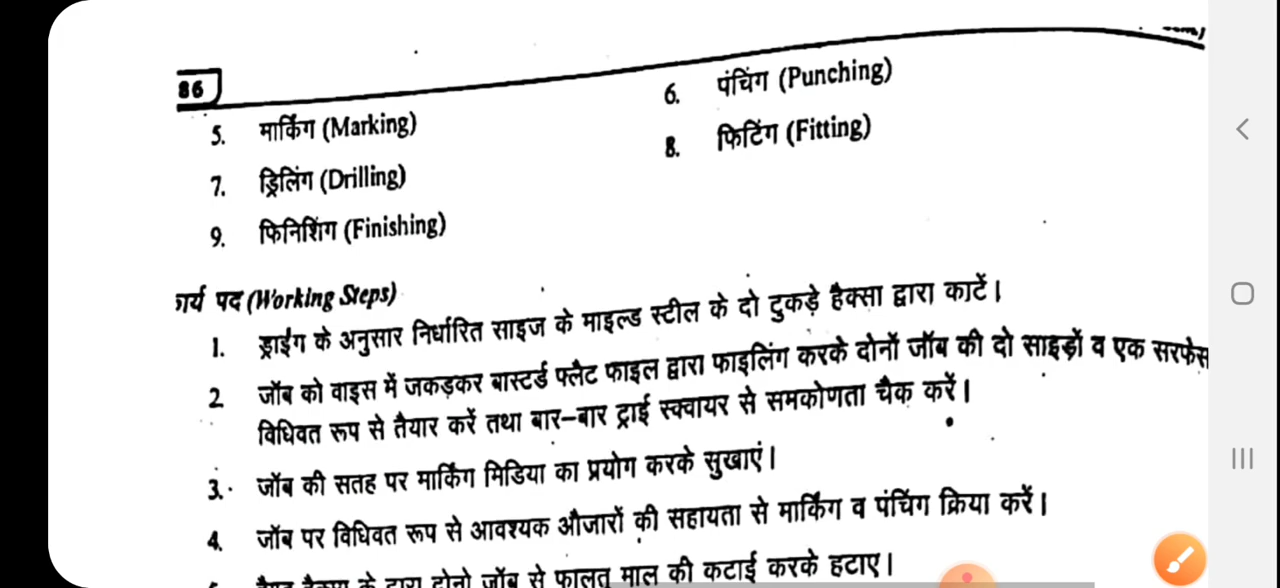 86
5. मार्किंग (Marking)
6. पंचिंग (Punching)
7. ड्रिलिंग (Drilling)
8. फिटिंग (Fitting)
9. फिनिशिंग (Finishing)
पद (Working Steps)
1. ड्राईंग के अनुसार निर्धारित साइज के माइल्ड स्टील के दो टुकड़े हैक्सा द्वारा काटें।
2 जॉब को वाइस में जकड़कर बास्टर्ड फ्लैट फाइल द्वारा फाइलिंग करके दोनों जॉब की दो साइड़ों व एक सरफेस
विधिवत रूप से तैयार करें तथा बार-बार ट्राई स्क्वायर से समकोणता चैक करें।
3. जॉब की सतह पर मार्किंग मिडिया का प्रयोग करके सुखाएं।
4. जॉब पर विधिवत रूप से आवश्यक औजारों की सहायता से मार्किंग व पंचिंग क्रिया करें।
के द्वारा दोनो जॉब से फालतू माल की कटाई करके हटाए।